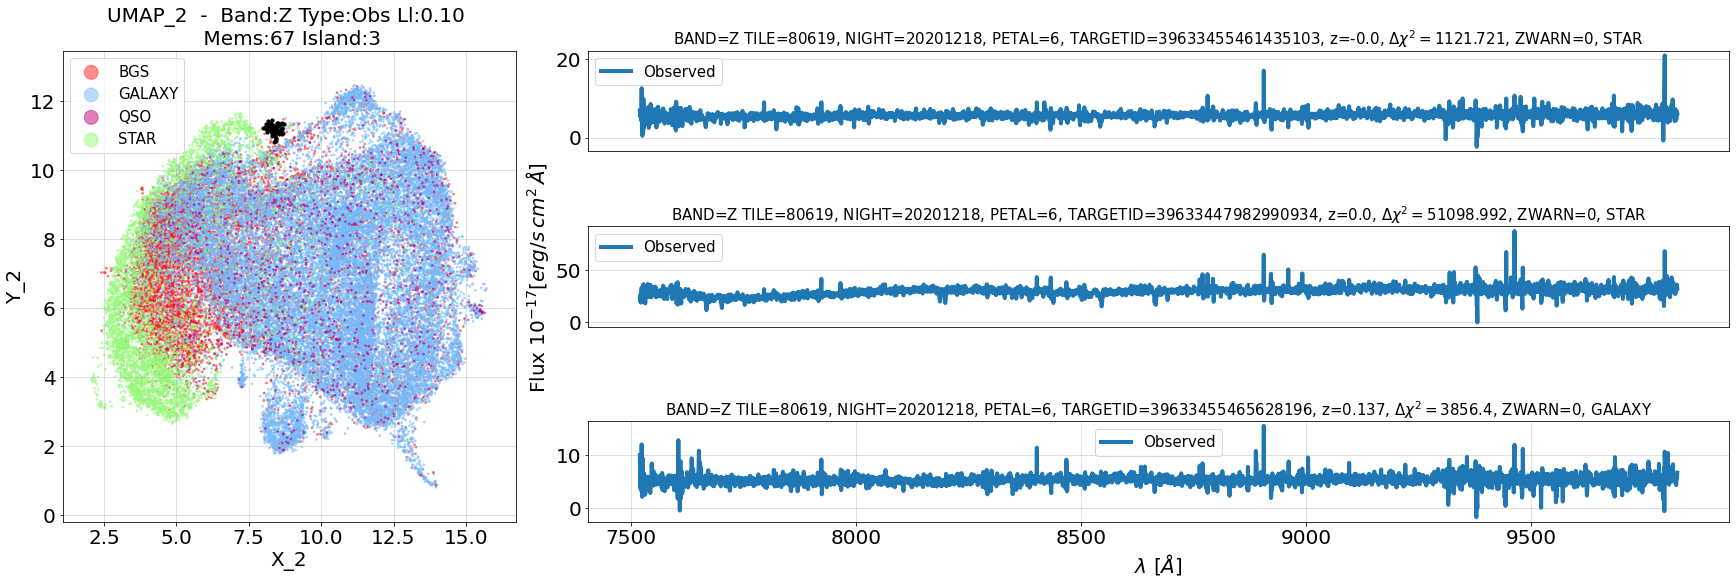 UMAP_2 - Band:Z Type:Obs Ll:0.10
Mems:67 Island:3
BGS
GALAXY
QSO
STAR
12
10
8
6
4
2
0
Y_2
2.5 5.0 7.5 10.0 12.5 15.0
X_2
Flux 10^{-17}[erg/s cm^2 Å]
BAND=Z TILE=80619, NIGHT=20201218, PETAL=6, TARGETID=39633455461435103, z=-0.0, Δχ²=1121.721, ZWARN=0, STAR
Observed
20
0
BAND=Z TILE=80619, NIGHT=20201218, PETAL=6, TARGETID=39633447982990934, z=0.0, Δχ²=51098.992, ZWARN=0, STAR
Observed
50
0
BAND=Z TILE=80619, NIGHT=20201218, PETAL=6, TARGETID=39633455465628196, z=0.137, Δχ²=3856.4, ZWARN=0, GALAXY
Observed
10
0
7500 8000 8500 9000 9500
λ [Å]